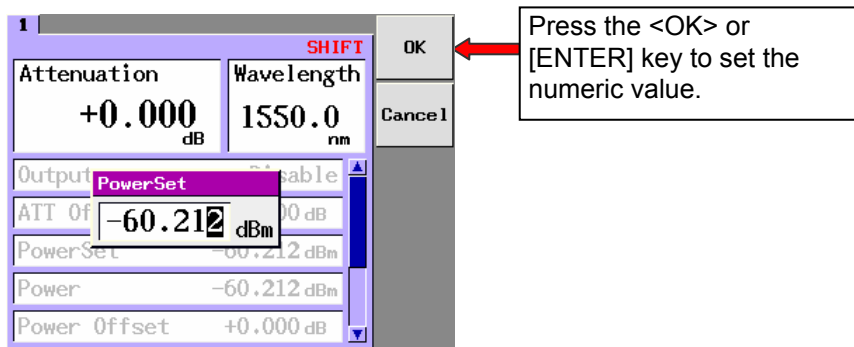 1
SHIFT
Attenuation
+0.000
dB
Wavelength
1550.0
nm
OK
Cancel
Press the <OK> or
[ENTER] key to set the
numeric value.
Output sable
PowerSet
-60.212 dBm
ATT Of 00 dB
PowerSet -60.212 dBm
Power -60.212 dBm
Power Offset +0.000 dB